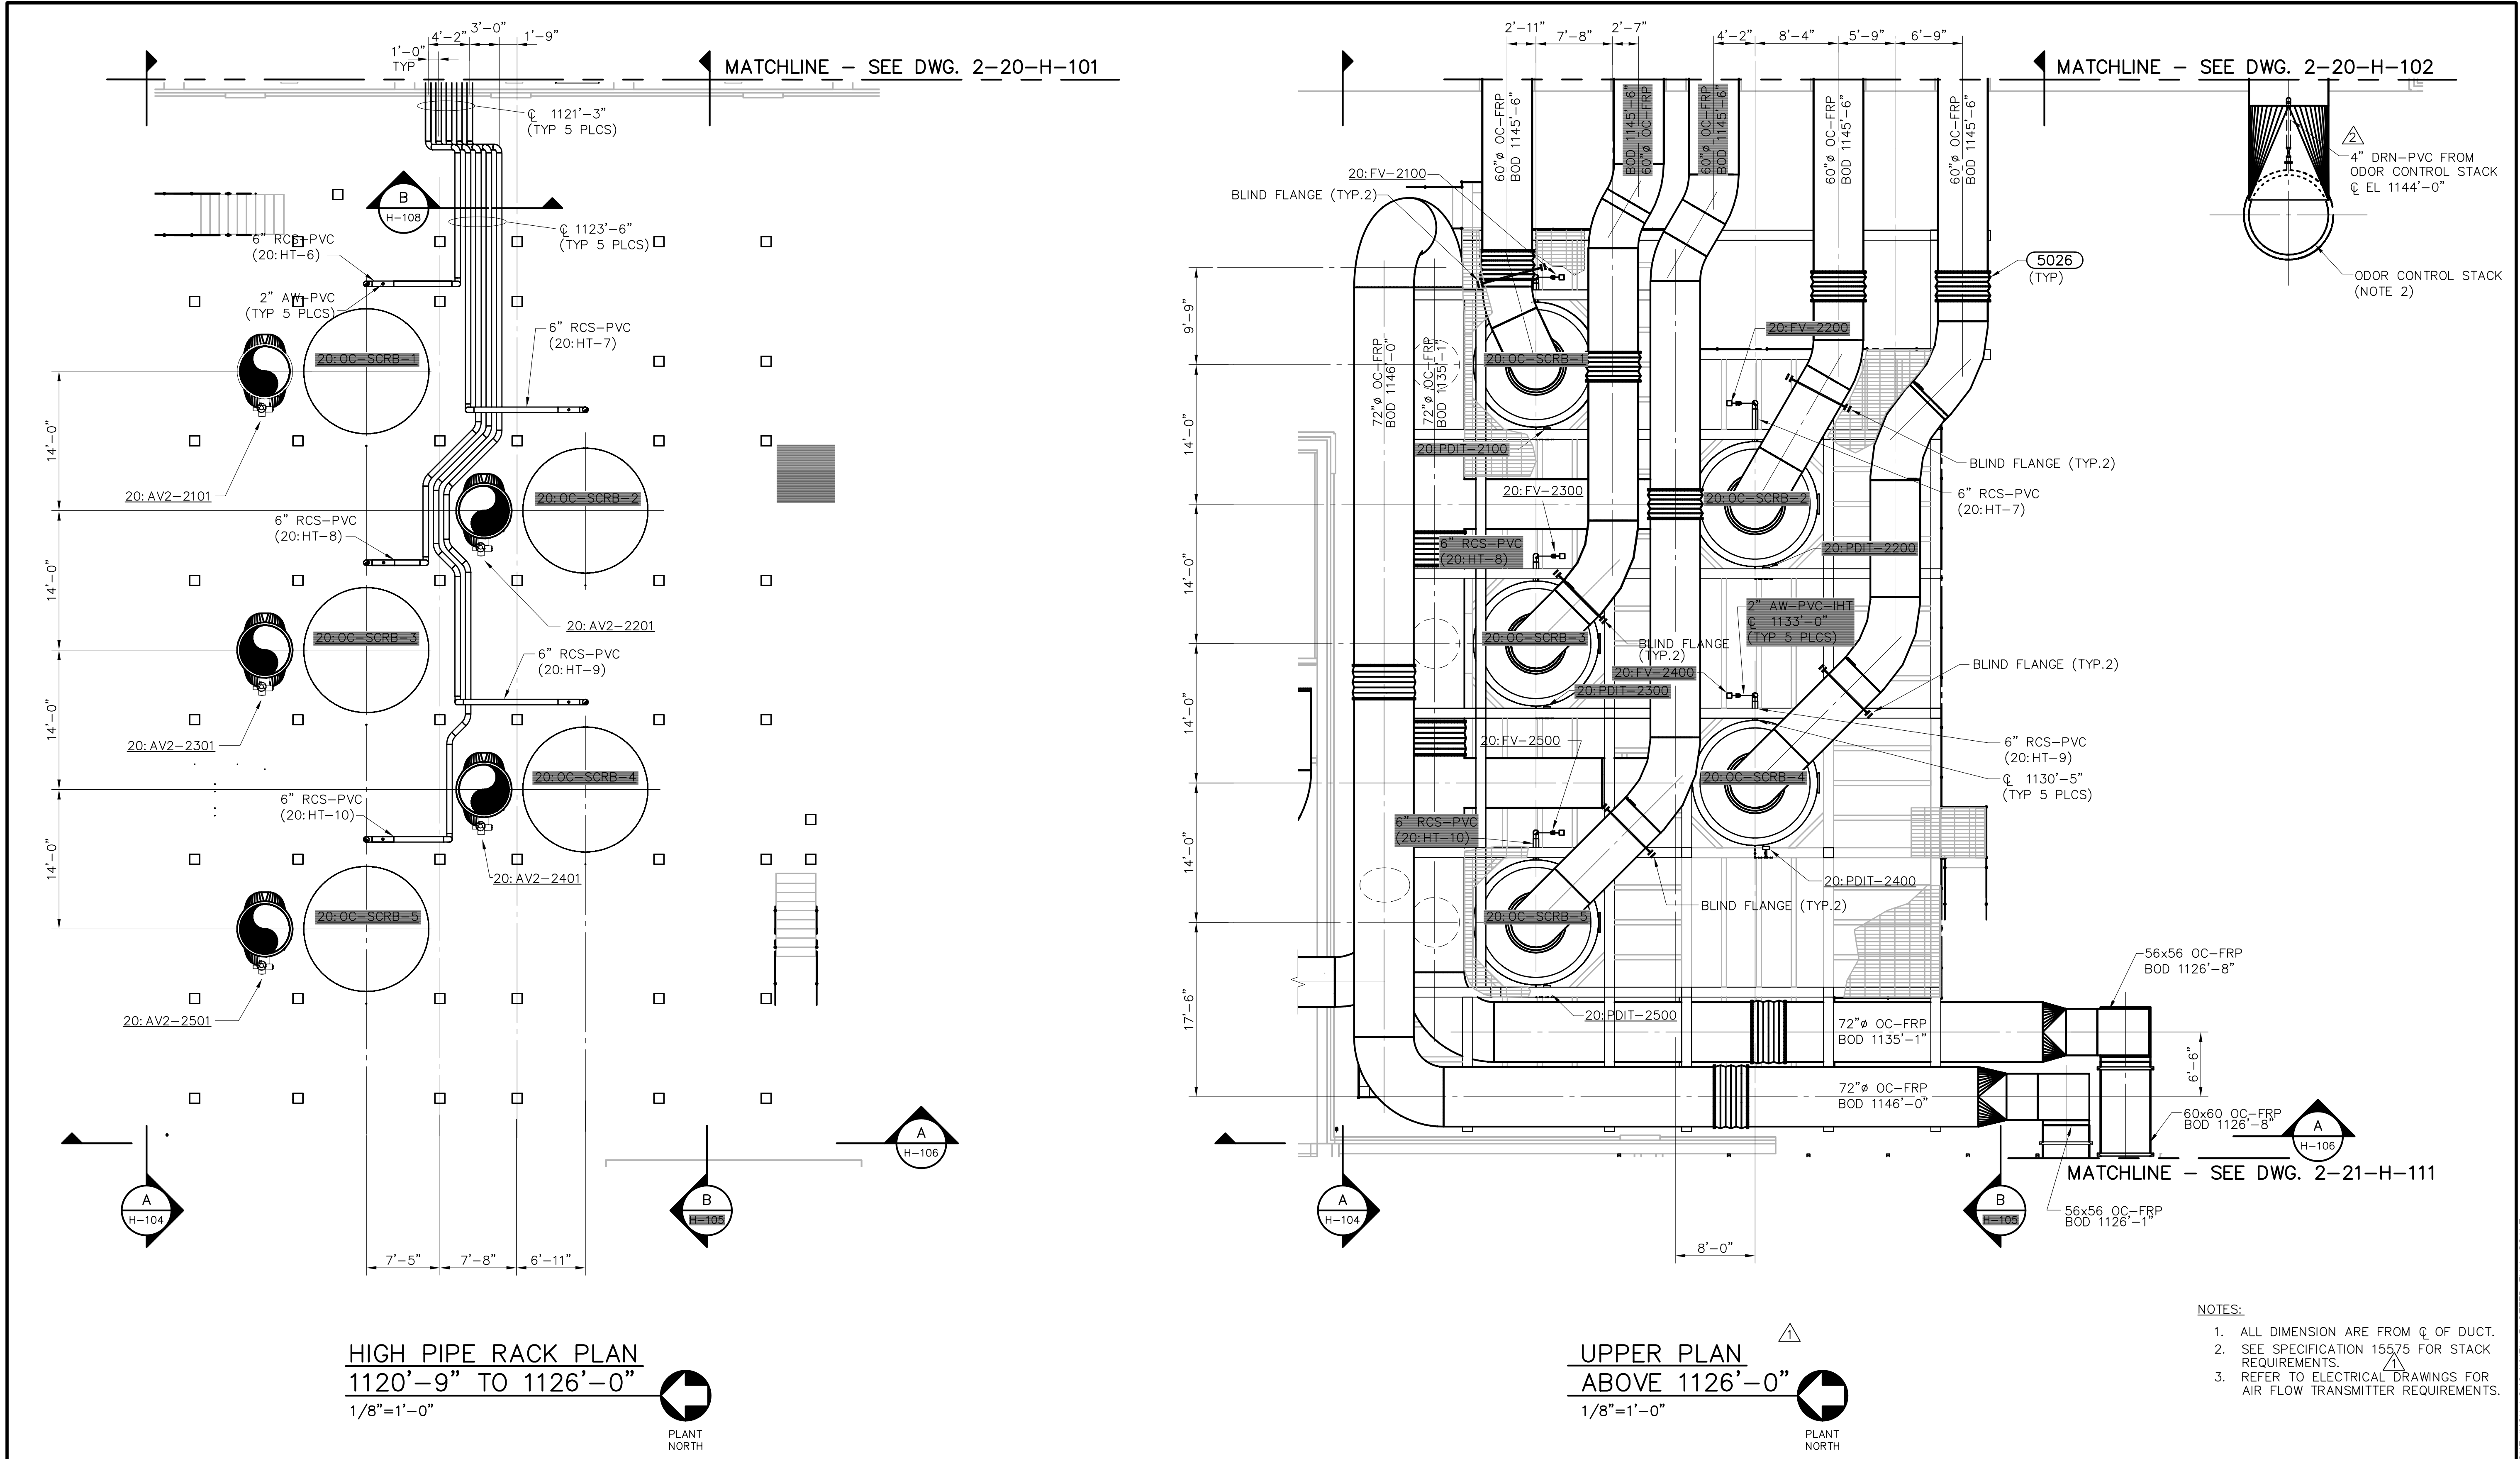 3'-0"
4'-2"
1'-9"
1'-0"
TYP
MATCHLINE - SEE DWG. 2-20-H-101
℄ 1121'-3"
(TYP 5 PLCS)
B
H-108
℄ 1123'-6"
(TYP 5 PLCS)
6" RCS-PVC
(20:HT-6)
2" AW-PVC
(TYP 5 PLCS)
6" RCS-PVC
(20:HT-7)
20:OC-SCRB-1
14'-0"
20:AV2-2101
20:OC-SCRB-2
6" RCS-PVC
(20:HT-8)
14'-0"
20:AV2-2201
20:OC-SCRB-3
6" RCS-PVC
(20:HT-9)
14'-0"
20:AV2-2301
20:OC-SCRB-4
6" RCS-PVC
(20:HT-10)
14'-0"
20:AV2-2401
20:OC-SCRB-5
20:AV2-2501
A
H-106
A
H-104
B
H-105
7'-5"
7'-8"
6'-11"
HIGH PIPE RACK PLAN
1120'-9" TO 1126'-0"
1/8"=1'-0"
PLANT
NORTH
2'-11"
7'-8"
2'-7"
4'-2"
8'-4"
5'-9"
6'-9"
MATCHLINE - SEE DWG. 2-20-H-102
60"ø OC-FRP
BOD 1145'-6"
BOD 1145'-6"
60"ø OC-FRP
60"ø OC-FRP
BOD 1145'-6"
60"ø OC-FRP
BOD 1145'-6"
60"ø OC-FRP
BOD 1145'-6"
2
4" DRN-PVC FROM
ODOR CONTROL STACK
℄ EL 1144'-0"
ODOR CONTROL STACK
(NOTE 2)
20:FV-2100
BLIND FLANGE (TYP.2)
5026
(TYP)
9'-9"
72"ø OC-FRP
BOD 1146'-0"
72"ø OC-FRP
BOD 1135'-1"
20:OC-SCRB-1
20:FV-2200
14'-0"
20:PDIT-2100
BLIND FLANGE (TYP.2)
20:FV-2300
20:OC-SCRB-2
6" RCS-PVC
(20:HT-7)
6" RCS-PVC
(20:HT-8)
20:PDIT-2200
14'-0"
2" AW-PVC-IHT
℄ 1133'-0"
(TYP 5 PLCS)
20:OC-SCRB-3
BLIND FLANGE
(TYP.2)
BLIND FLANGE (TYP.2)
20:FV-2400
20:PDIT-2300
14'-0"
20:FV-2500
6" RCS-PVC
(20:HT-9)
20:OC-SCRB-4
℄ 1130'-5"
(TYP 5 PLCS)
6" RCS-PVC
(20:HT-10)
14'-0"
20:PDIT-2400
BLIND FLANGE (TYP.2)
20:OC-SCRB-5
56x56 OC-FRP
BOD 1126'-8"
17'-6"
20:PDIT-2500
72"ø OC-FRP
BOD 1135'-1"
6'-6"
72"ø OC-FRP
BOD 1146'-0"
60x60 OC-FRP
BOD 1126'-8"
A
H-106
MATCHLINE - SEE DWG. 2-21-H-111
A
H-104
B
H-105
56x56 OC-FRP
BOD 1126'-1"
8'-0"
1
UPPER PLAN
ABOVE 1126'-0"
1/8"=1'-0"
PLANT
NORTH
NOTES:
1. ALL DIMENSION ARE FROM ℄ OF DUCT.
2. SEE SPECIFICATION 15575 FOR STACK
REQUIREMENTS. 1
3. REFER TO ELECTRICAL DRAWINGS FOR
AIR FLOW TRANSMITTER REQUIREMENTS.